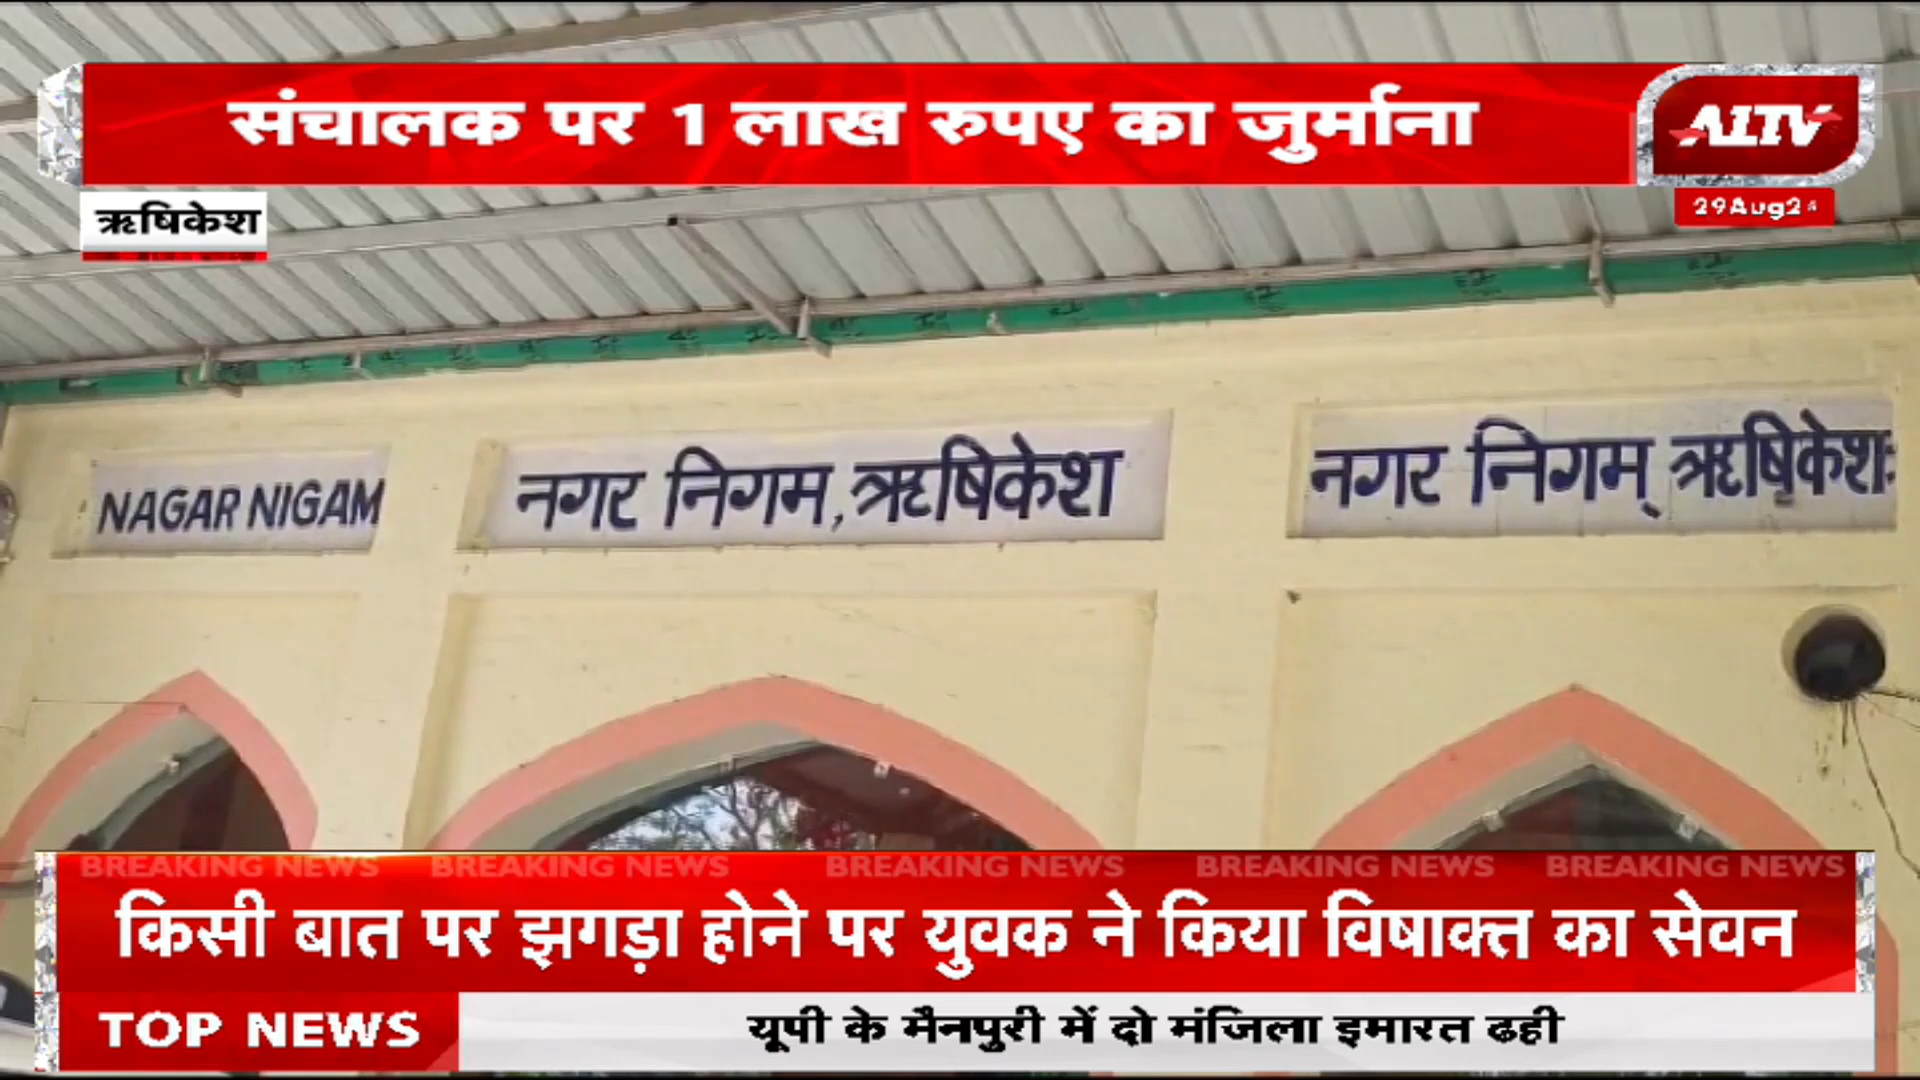 संचालक पर 1 लाख रुपए का जुर्माना
ALTV
ऋषिकेश
29Aug2
NAGAR NIGAM
नगर निगम, ऋषिकेश
नगर निगम् ऋषिकेशः
BREAKING NEWS BREAKING NEWS BREAKING NEWS BREAKING NEWS BREAKING NEWS
किसी बात पर झगड़ा होने पर युवक ने किया विषाक्त का सेवन
TOP NEWS
यूपी के मैनपुरी में दो मंजिला इमारत ढही